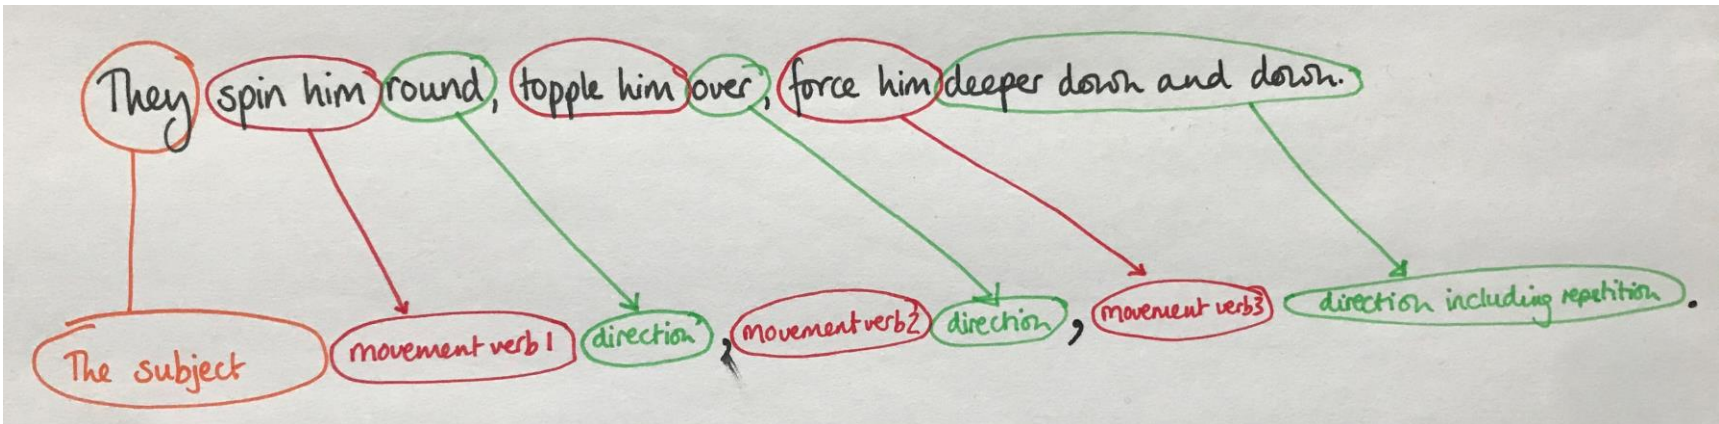 They spin him round, topple him over, force him deeper down and down.
The subject movement verb 1 direction, movement verb 2 direction, movement verb 3 direction including repetition.